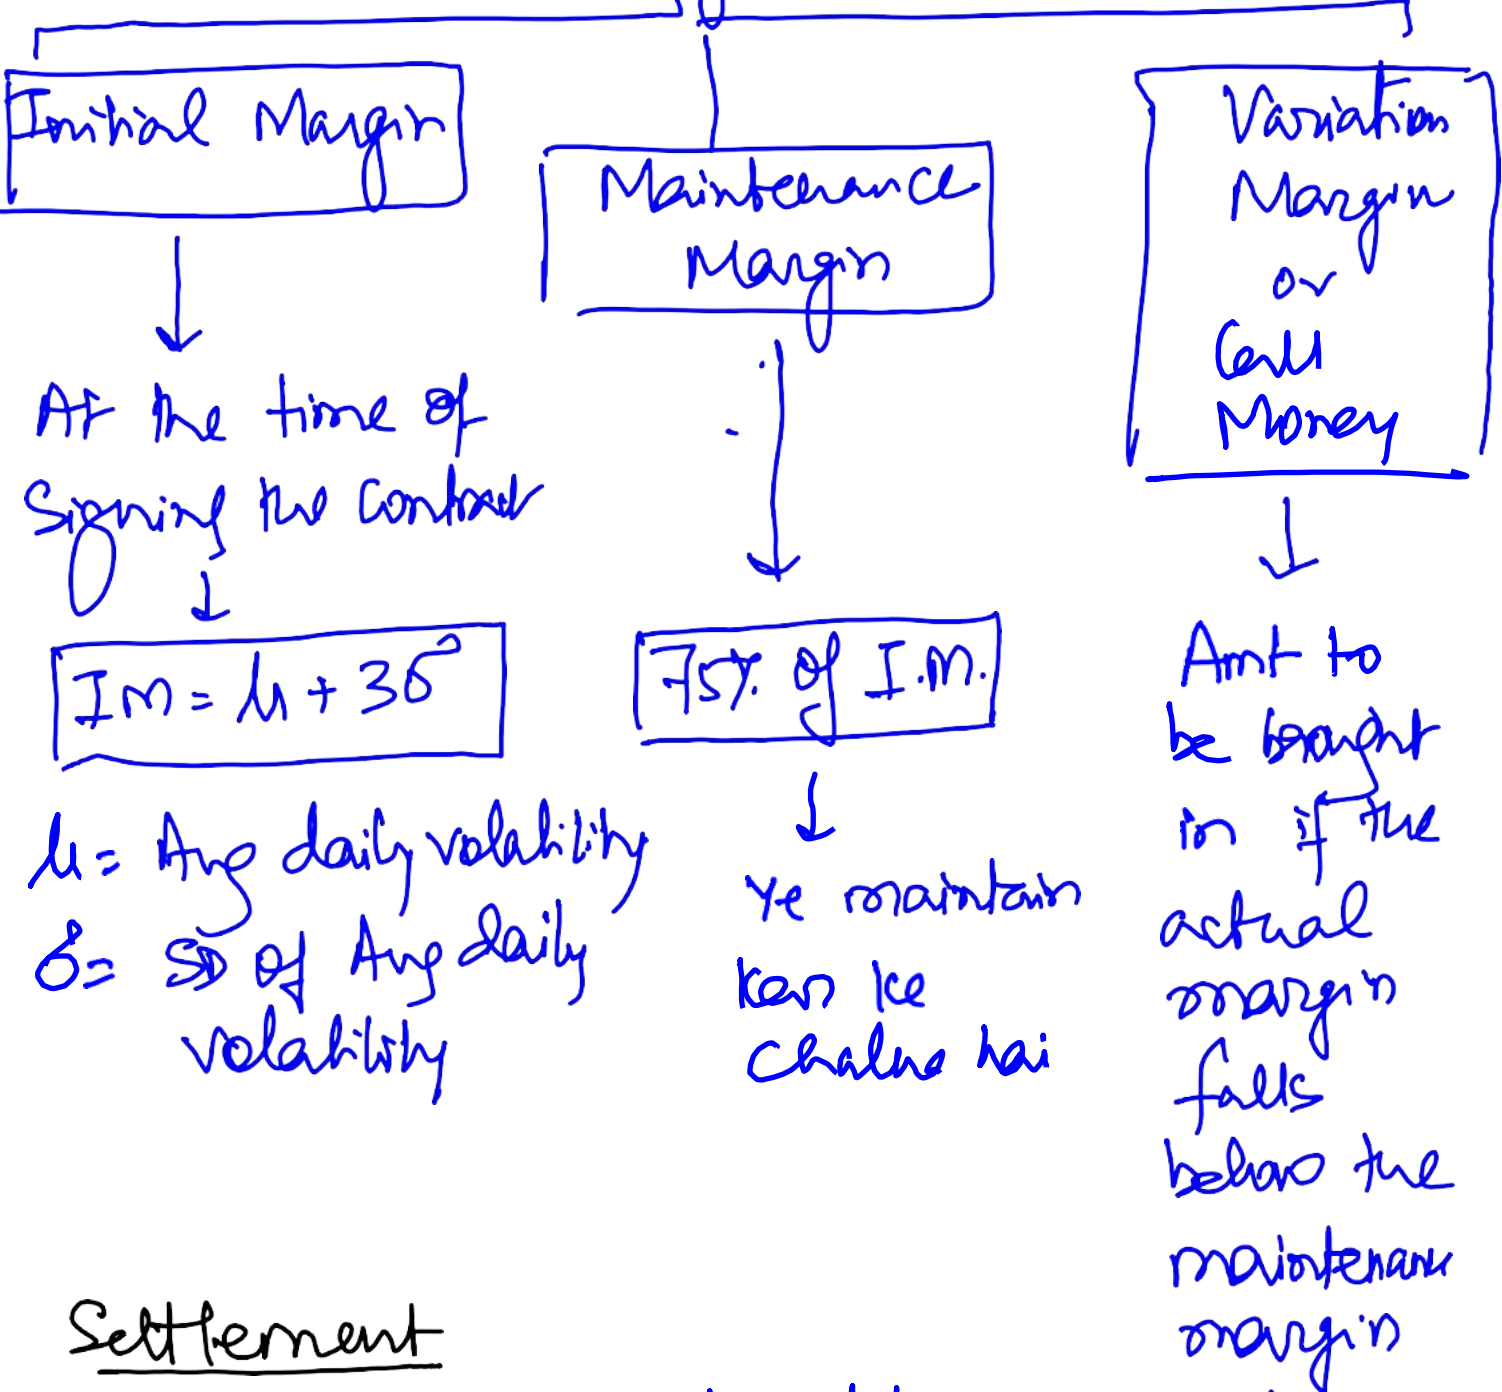 Initial Margin
At the time of
Signing the Contract
IM = μ + 3σ
μ = Avg daily volatility
σ = SD of Avg daily
volatility
Maintenance
Margin
75% of I.M.
Ye maintain
Kar ke
Chalna hai
Variation
Margin
or
Call
Money
Amt to
be brought
in if the
actual
margin
falls
below the
maintenance
margin
Settlement